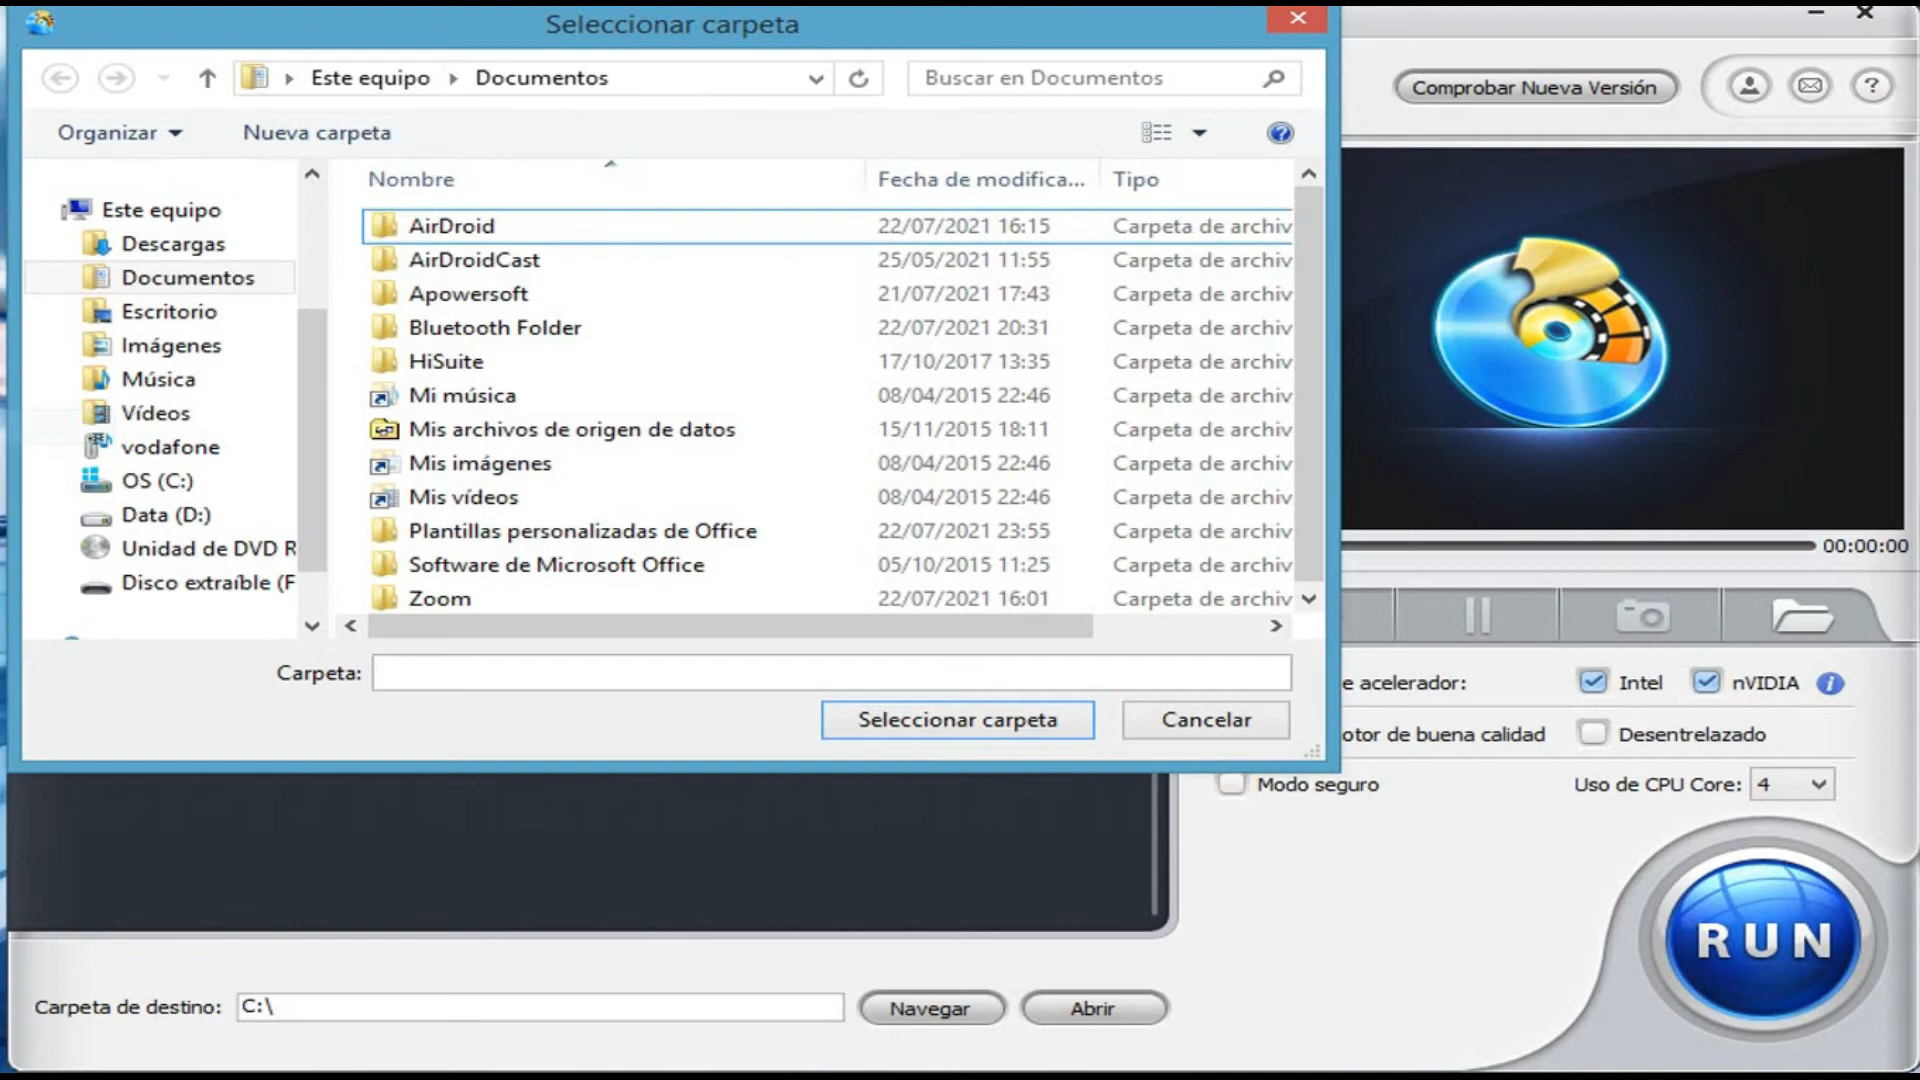 Seleccionar carpeta
Este equipo Documentos
Buscar en Documentos
Comprobar Nueva Versión
?
Organizar
Nueva carpeta
?
Nombre
Fecha de modifica...
Tipo
Este equipo
Descargas
Documentos
Escritorio
Imágenes
Música
Vídeos
vodafone
OS (C:)
Data (D:)
Unidad de DVD R
Disco extraíble (F
AirDroid 22/07/2021 16:15 Carpeta de archiv
AirDroidCast 25/05/2021 11:55 Carpeta de archiv
Apowersoft 21/07/2021 17:43 Carpeta de archiv
Bluetooth Folder 22/07/2021 20:31 Carpeta de archiv
HiSuite 17/10/2017 13:35 Carpeta de archiv
Mi música 08/04/2015 22:46 Carpeta de archiv
Mis archivos de origen de datos 15/11/2015 18:11 Carpeta de archiv
Mis imágenes 08/04/2015 22:46 Carpeta de archiv
Mis vídeos 08/04/2015 22:46 Carpeta de archiv
Plantillas personalizadas de Office 22/07/2021 23:55 Carpeta de archiv
Software de Microsoft Office 05/10/2015 11:25 Carpeta de archiv
Zoom 22/07/2021 16:01 Carpeta de archiv
Carpeta:
Seleccionar carpeta
Cancelar
00:00:00
e acelerador:
Intel
nVIDIA
i
otor de buena calidad
Desentrelazado
Modo seguro
Uso de CPU Core: 4
RUN
Carpeta de destino: C:\
Navegar
Abrir